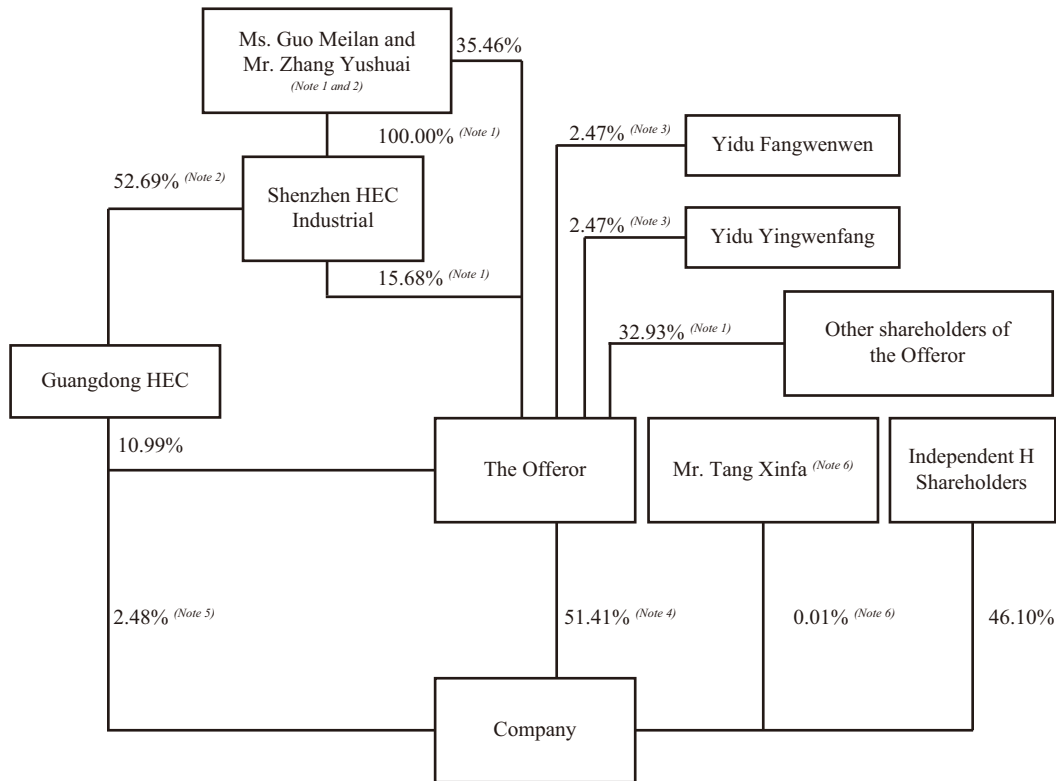 Ms. Guo Meilan and
Mr. Zhang Yushuai
(Note 1 and 2)
35.46%
100.00% (Note 1)
2.47% (Note 3)
Yidu Fangwenwen
52.69% (Note 2)
Shenzhen HEC
Industrial
2.47% (Note 3)
Yidu Yingwenfang
15.68% (Note 1)
32.93% (Note 1)
Other shareholders of
the Offeror
Guangdong HEC
10.99%
The Offeror
Mr. Tang Xinfa (Note 6)
Independent H
Shareholders
2.48% (Note 5)
51.41% (Note 4)
0.01% (Note 6)
46.10%
Company